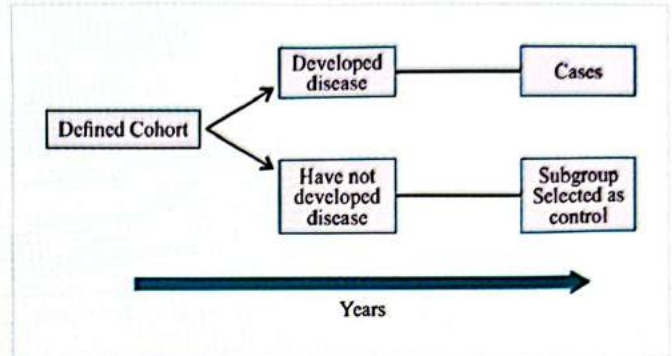 Developed
disease
Cases
Defined Cohort
Have not
developed
disease
Subgroup
Selected as
control
Years